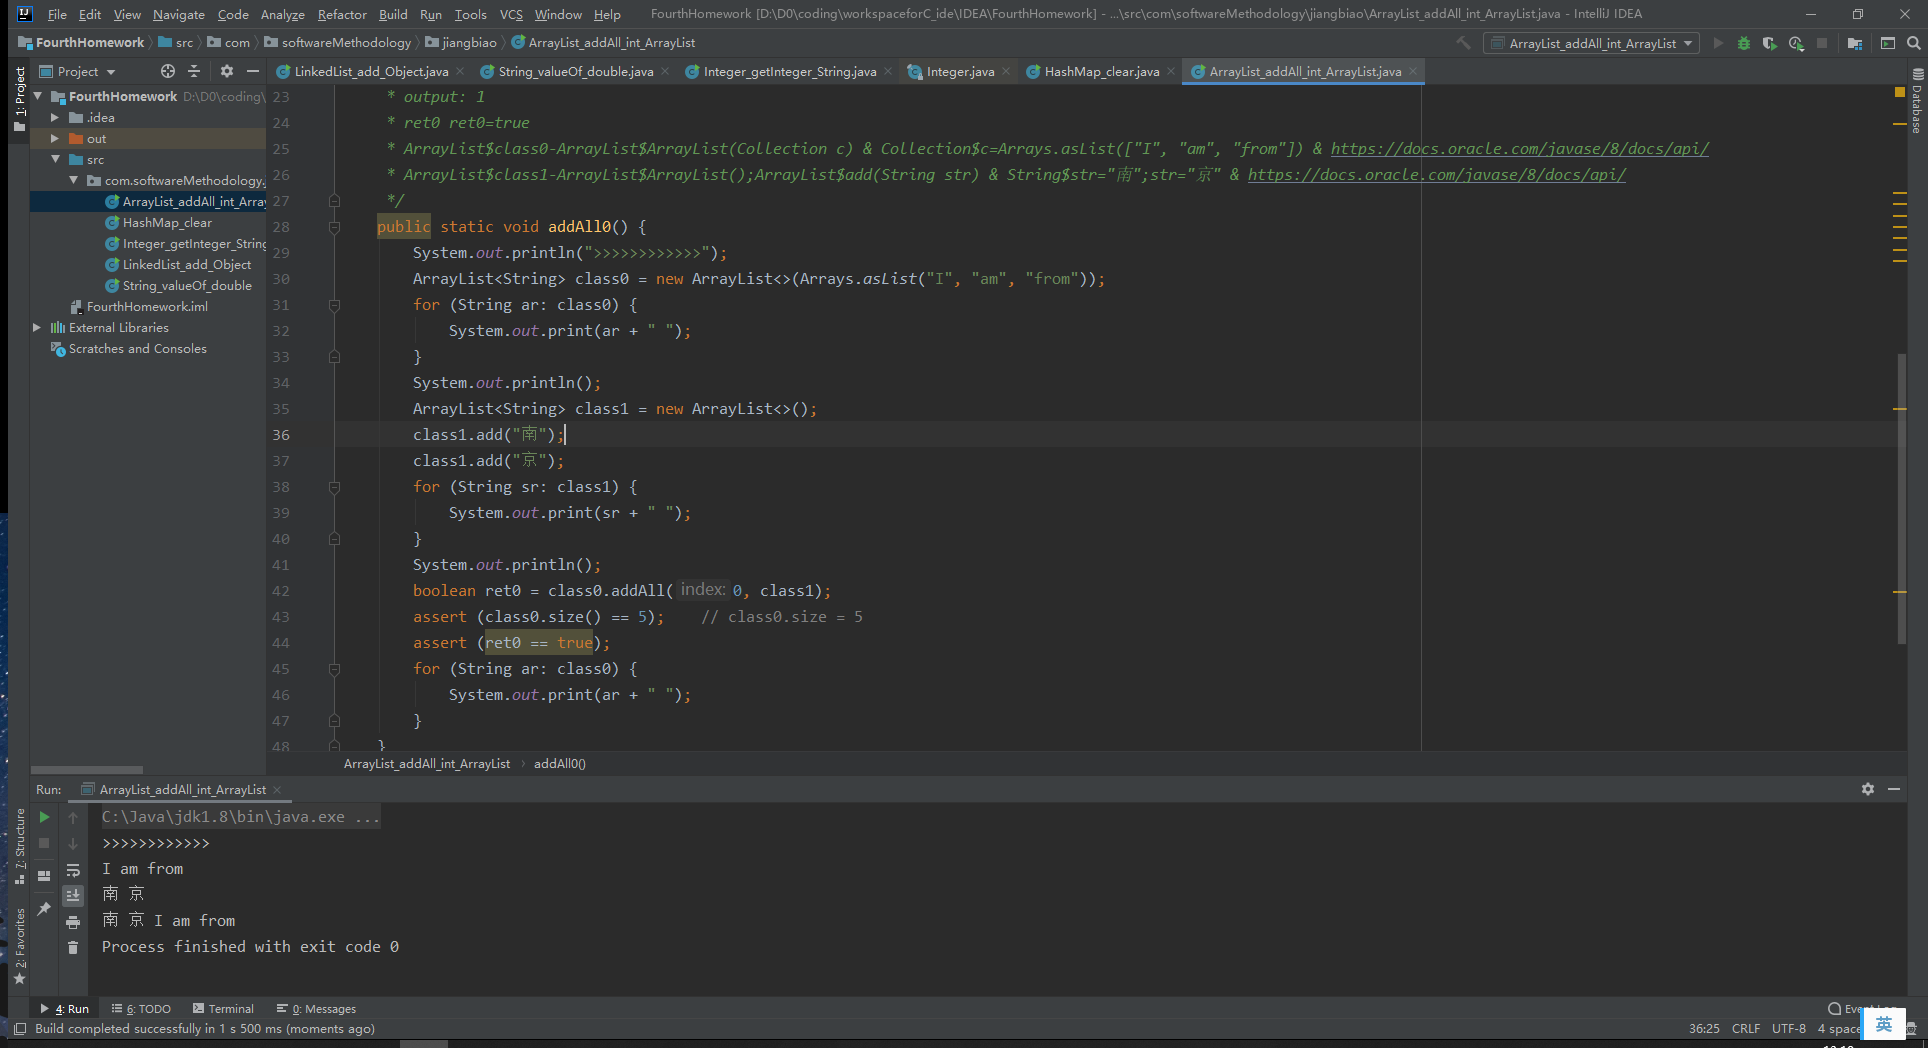 File Edit View Navigate Code Analyze Refactor Build Run Tools VCS Window Help FourthHomework [D:\D0\coding\workspaceforC_ide\IDEA\FourthHomework] - ...\src\com\softwareMethodology\jiangbiao\ArrayList_addAll_int_ArrayList.java - IntelliJ IDEA
FourthHomework src com softwareMethodology jiangbiao ArrayList_addAll_int_ArrayList ArrayList_addAll_int_ArrayList
Project LinkedList_add_Object.java String_valueOf_double.java Integer_getInteger_String.java Integer.java HashMap_clear.java ArrayList_addAll_int_ArrayList.java
1: Project
Database
FourthHomework D:\D0\coding\
.idea
out
src
com.softwareMethodology.
ArrayList_addAll_int_Array
HashMap_clear
Integer_getInteger_String
LinkedList_add_Object
String_valueOf_double
FourthHomework.iml
External Libraries
Scratches and Consoles
23 * output: 1
24 * ret0 ret0=true
25 * ArrayList$class0-ArrayList$ArrayList(Collection c) & Collection$c=Arrays.asList(["I", "am", "from"]) & https://docs.oracle.com/javase/8/docs/api/
26 * ArrayList$class1-ArrayList$ArrayList();ArrayList$add(String str) & String$str="南";str="京" & https://docs.oracle.com/javase/8/docs/api/
27 */
28 public static void addAll0() {
29 System.out.println(">>>>>>>>>>>>");
30 ArrayList<String> class0 = new ArrayList<>(Arrays.asList("I", "am", "from"));
31 for (String ar: class0) {
32 System.out.print(ar + " ");
33 }
34 System.out.println();
35 ArrayList<String> class1 = new ArrayList<>();
36 class1.add("南");
37 class1.add("京");
38 for (String sr: class1) {
39 System.out.print(sr + " ");
40 }
41 System.out.println();
42 boolean ret0 = class0.addAll( index: 0, class1);
43 assert (class0.size() == 5); // class0.size = 5
44 assert (ret0 == true);
45 for (String ar: class0) {
46 System.out.print(ar + " ");
47 }
48 }
ArrayList_addAll_int_ArrayList › addAll0()
Run: ArrayList_addAll_int_ArrayList
7: Structure
2: Favorites
C:\Java\jdk1.8\bin\java.exe ...
>>>>>>>>>>>>
I am from
南 京
南 京 I am from
Process finished with exit code 0
4: Run 6: TODO Terminal 0: Messages
Build completed successfully in 1 s 500 ms (moments ago) 36:25 CRLF UTF-8 4 space
英